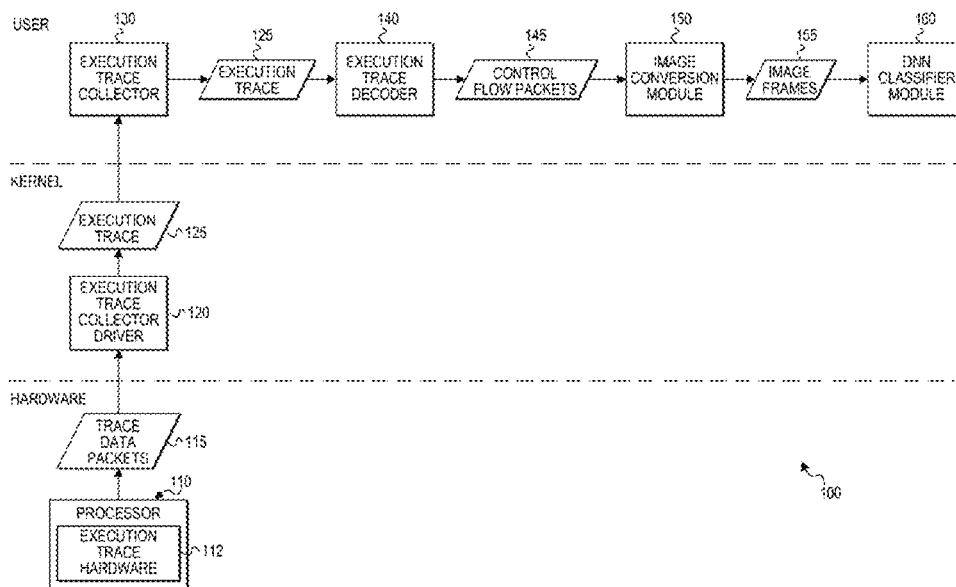 130
140
150
160
USER
125
145
155
EXECUTION
TRACE
COLLECTOR
EXECUTION
TRACE
EXECUTION
TRACE
DECODER
CONTROL
FLOW PACKETS
IMAGE
CONVERSION
MODULE
IMAGE
FRAMES
DNN
CLASSIFIER
MODULE
KERNEL
EXECUTION
TRACE
125
EXECUTION
TRACE
COLLECTOR
DRIVER
120
HARDWARE
TRACE
DATA
PACKETS
115
110
PROCESSOR
EXECUTION
TRACE
HARDWARE
112
100